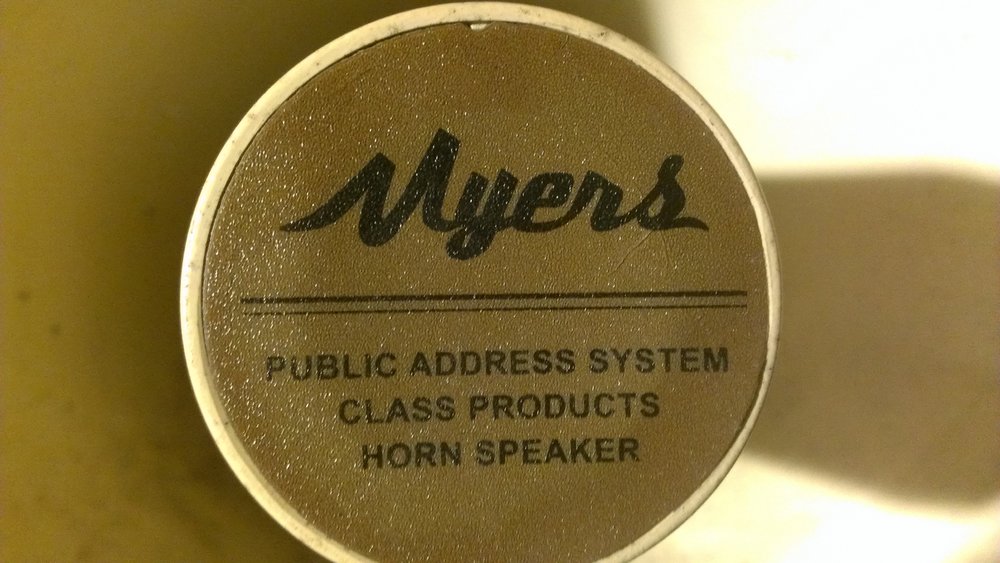 Myers
PUBLIC ADDRESS SYSTEM
CLASS PRODUCTS
HORN SPEAKER